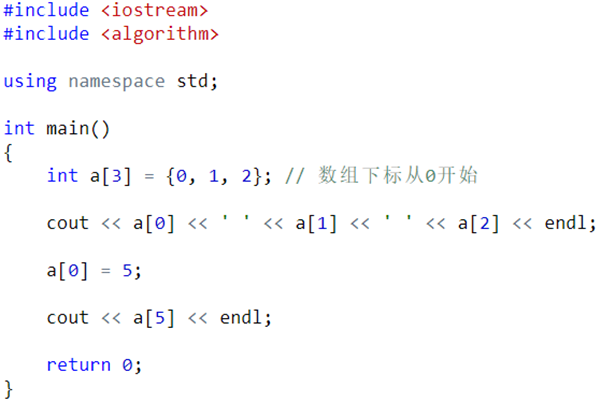 #include <iostream>
#include <algorithm>
using namespace std;
int main()
{
int a[3] = {0, 1, 2}; // 数组下标从0开始
cout << a[0] << ' ' << a[1] << ' ' << a[2] << endl;
a[0] = 5;
cout << a[5] << endl;
return 0;
}